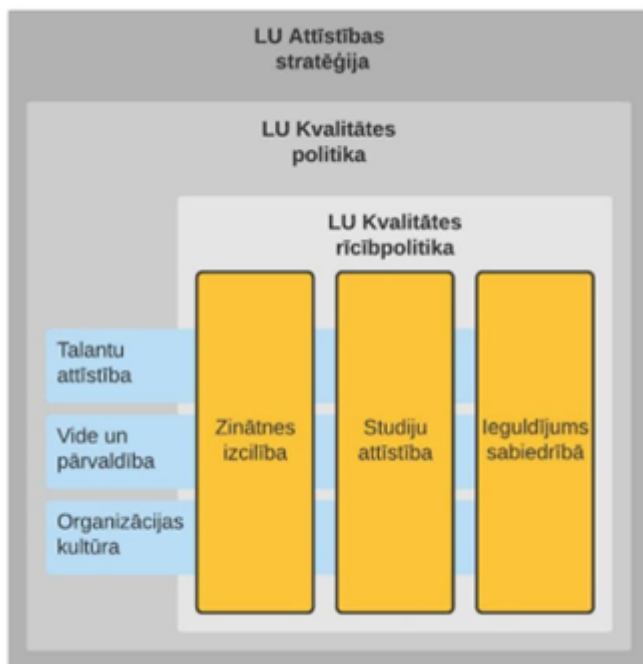 LU Attīstības
stratēģija
LU Kvalitātes
politika
LU Kvalitātes
rīcībpolitika
Talantu
attīstība
Vide un
pārvaldība
Organizācijas
kultūra
Zinātnes
izcilība
Studiju
attīstība
Ieguldījums
sabiedrībā